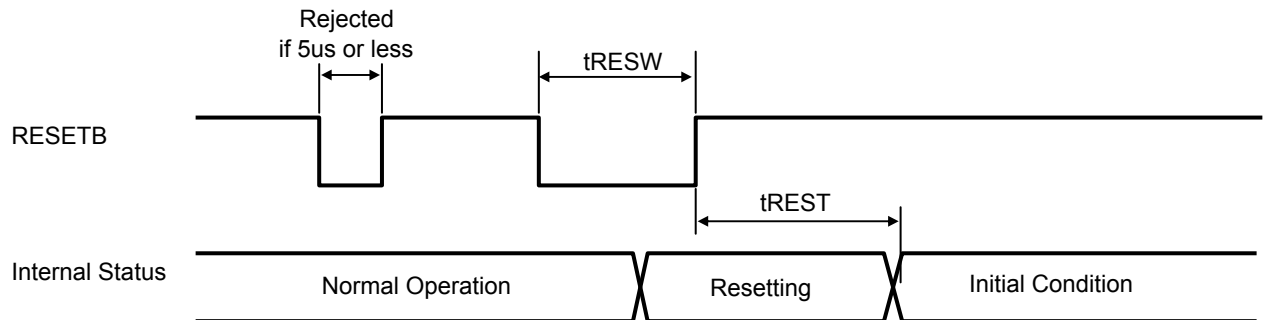 Rejected
if 5us or less
tRESW
RESETB
tREST
Internal Status
Normal Operation
Resetting
Initial Condition